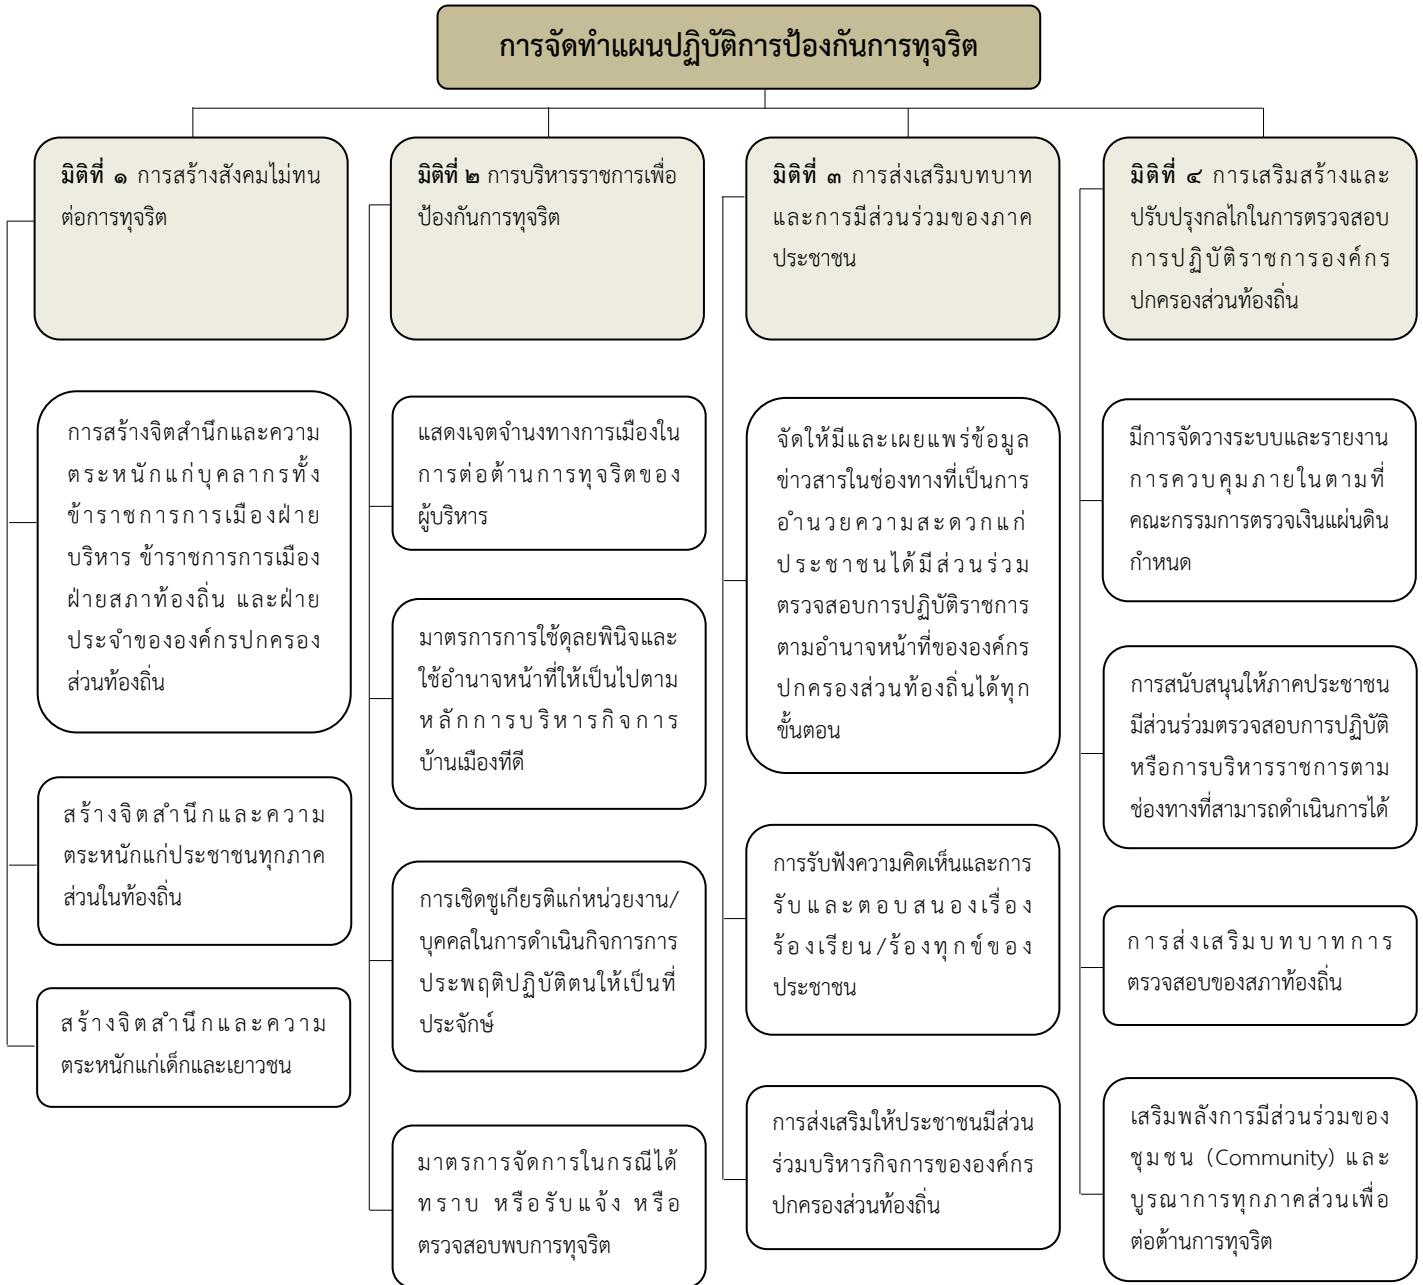 การจัดทำแผนปฏิบัติการป้องกันการทุจริต
มิติที่ ๑ การสร้างสังคมไม่ทน
ต่อการทุจริต
มิติที่ ๒ การบริหารราชการเพื่อ
ป้องกันการทุจริต
มิติที่ ๓ การส่งเสริมบทบาท
และการมีส่วนร่วมของภาค
ประชาชน
มิติที่ ๔ การเสริมสร้างและ
ปรับปรุงกลไกในการตรวจสอบ
การปฏิบัติราชการองค์กร
ปกครองส่วนท้องถิ่น
การสร้างจิตสำนึกและความ
ตระหนักแก่บุคลากรทั้ง
ข้าราชการการเมืองฝ่าย
บริหาร ข้าราชการการเมือง
ฝ่ายสภาท้องถิ่น และฝ่าย
ประจำขององค์กรปกครอง
ส่วนท้องถิ่น
สร้างจิตสำนึกและความ
ตระหนักแก่ประชาชนทุกภาค
ส่วนในท้องถิ่น
สร้างจิตสำนึกและความ
ตระหนักแก่เด็กและเยาวชน
แสดงเจตจำนงทางการเมืองใน
การต่อต้านการทุจริตของ
ผู้บริหาร
มาตรการการใช้ดุลยพินิจและ
ใช้อำนาจหน้าที่ให้เป็นไปตาม
หลักการบริหารกิจการ
บ้านเมืองทีดี
การเชิดชูเกียรติแก่หน่วยงาน/
บุคคลในการดำเนินกิจการการ
ประพฤติปฏิบัติตนให้เป็นที่
ประจักษ์
มาตรการจัดการในกรณีได้
ทราบ หรือรับแจ้ง หรือ
ตรวจสอบพบการทุจริต
จัดให้มีและเผยแพร่ข้อมูล
ข่าวสารในช่องทางที่เป็นการ
อำนวยความสะดวกแก่
ประชาชนได้มีส่วนร่วม
ตรวจสอบการปฏิบัติราชการ
ตามอำนาจหน้าที่ขององค์กร
ปกครองส่วนท้องถิ่นได้ทุก
ขั้นตอน
การรับฟังความคิดเห็นและการ
รับและตอบสนองเรื่อง
ร้องเรียน/ร้องทุกข์ของ
ประชาชน
การส่งเสริมให้ประชาชนมีส่วน
ร่วมบริหารกิจการขององค์กร
ปกครองส่วนท้องถิ่น
มีการจัดวางระบบและรายงาน
การควบคุมภายในตามที่
คณะกรรมการตรวจเงินแผ่นดิน
กำหนด
การสนับสนุนให้ภาคประชาชน
มีส่วนร่วมตรวจสอบการปฏิบัติ
หรือการบริหารราชการตาม
ช่องทางที่สามารถดำเนินการได้
การส่งเสริมบทบาทการ
ตรวจสอบของสภาท้องถิ่น
เสริมพลังการมีส่วนร่วมของ
ชุมชน (Community) และ
บูรณาการทุกภาคส่วนเพื่อ
ต่อต้านการทุจริต